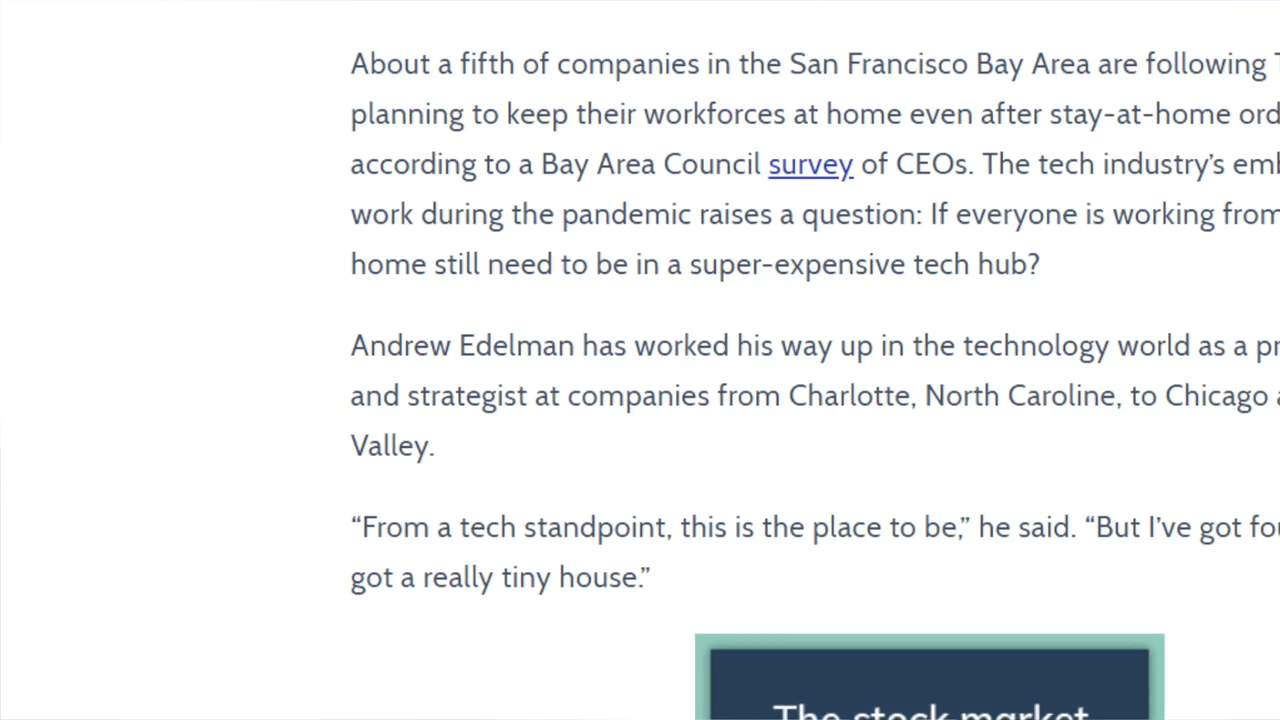 About a fifth of companies in the San Francisco Bay Area are following
planning to keep their workforces at home even after stay-at-home
according to a Bay Area Council survey of CEOs. The tech industry’s
work during the pandemic raises a question: If everyone is working from
home still need to be in a super-expensive tech hub?
Andrew Edelman has worked his way up in the technology world as a
and strategist at companies from Charlotte, North Carolina, to Chicago
Valley.
“From a tech standpoint, this is the place to be,” he said. “But I’ve got
got a really tiny house.”
The stock market